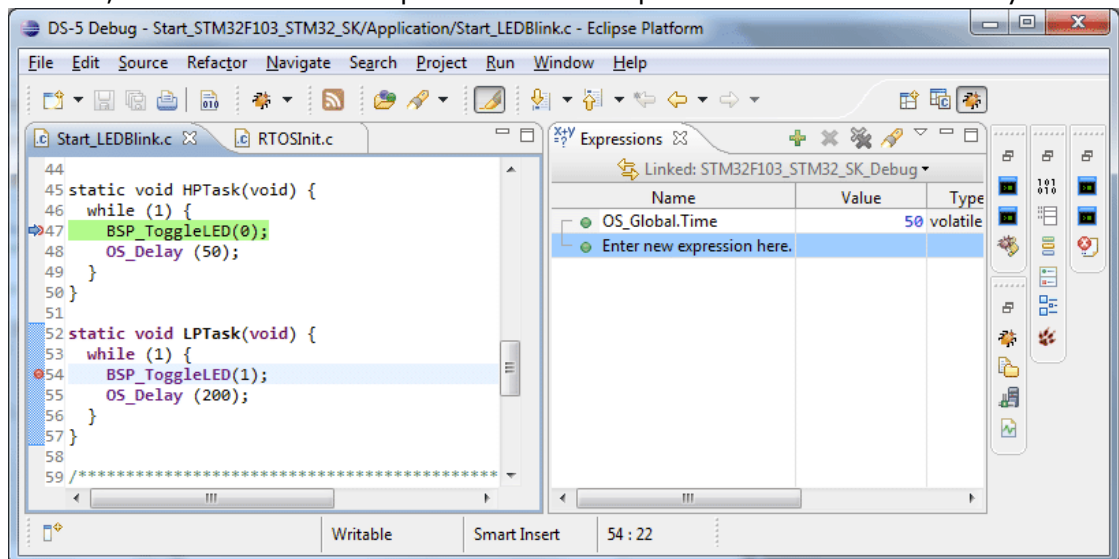 DS-5 Debug - Start_STM32F103_STM32_SK/Application/Start_LEDBlink.c - Eclipse Platform
File Edit Source Refactor Navigate Search Project Run Window Help
Start_LEDBlink.c RTOSInit.c
44
45 static void HPTask(void) {
46 while (1) {
47 BSP_ToggleLED(0);
48 OS_Delay (50);
49 }
50 }
51
52 static void LPTask(void) {
53 while (1) {
54 BSP_ToggleLED(1);
55 OS_Delay (200);
56 }
57 }
58
59 /********************************************
Expressions
Linked: STM32F103_STM32_SK_Debug
Name Value Type
OS_Global.Time 50 volatile
Enter new expression here.
Writable Smart Insert 54 : 22